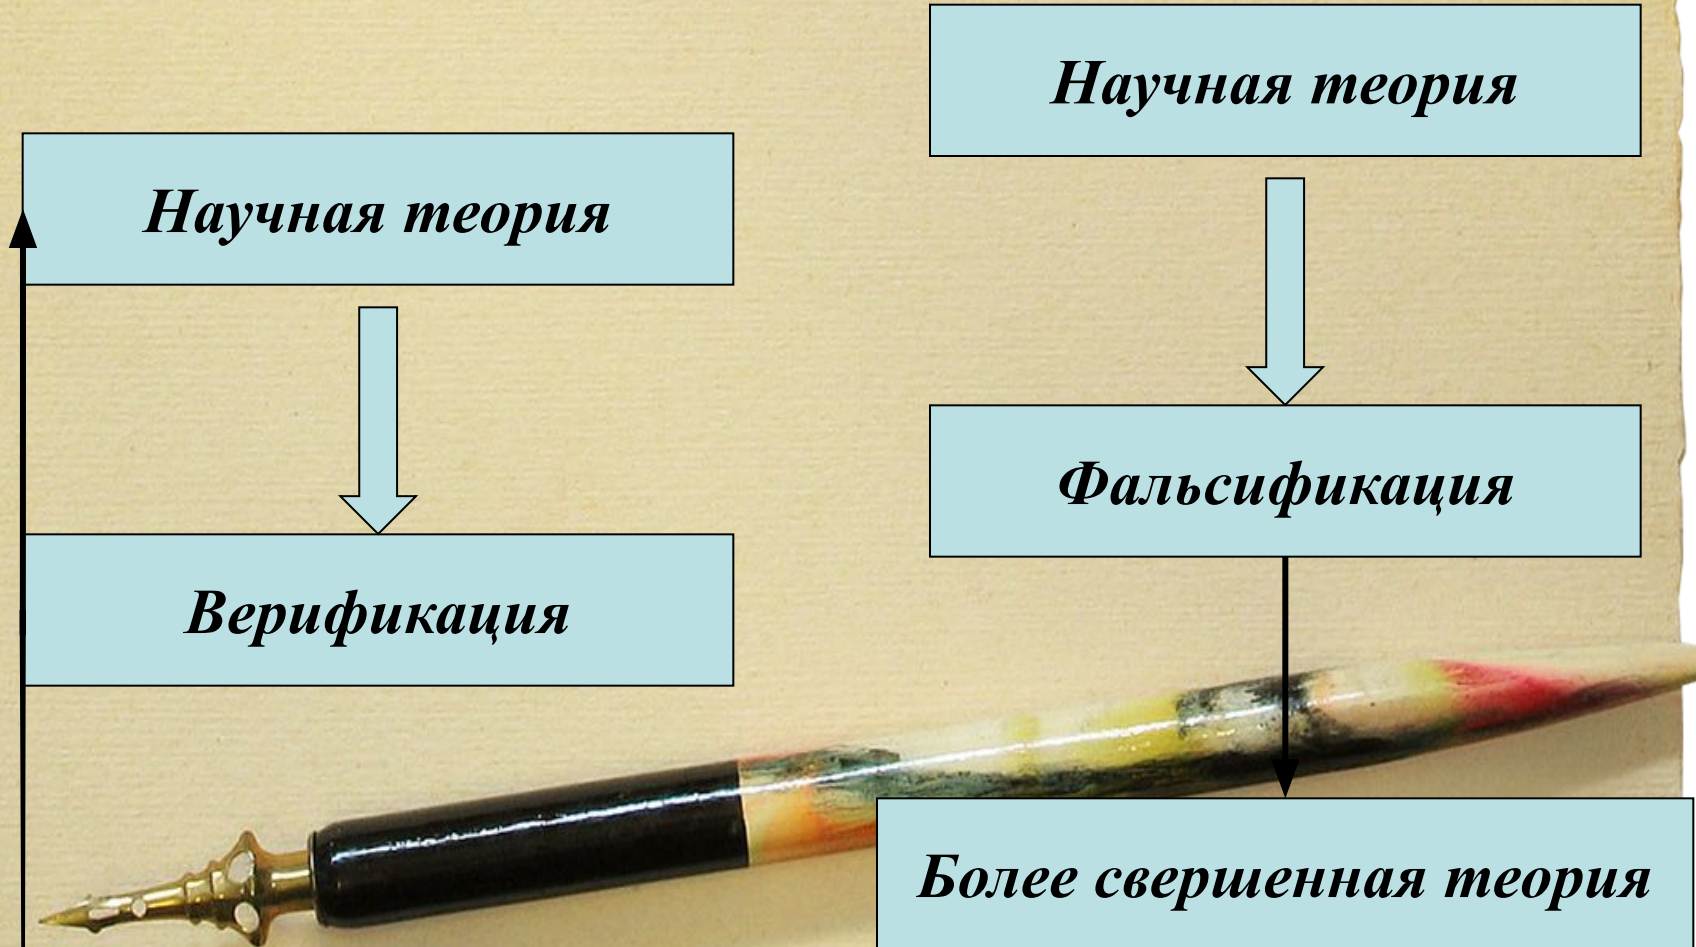 Научная теория
Научная теория
Верификация
Фальсификация
Более свершенная теория